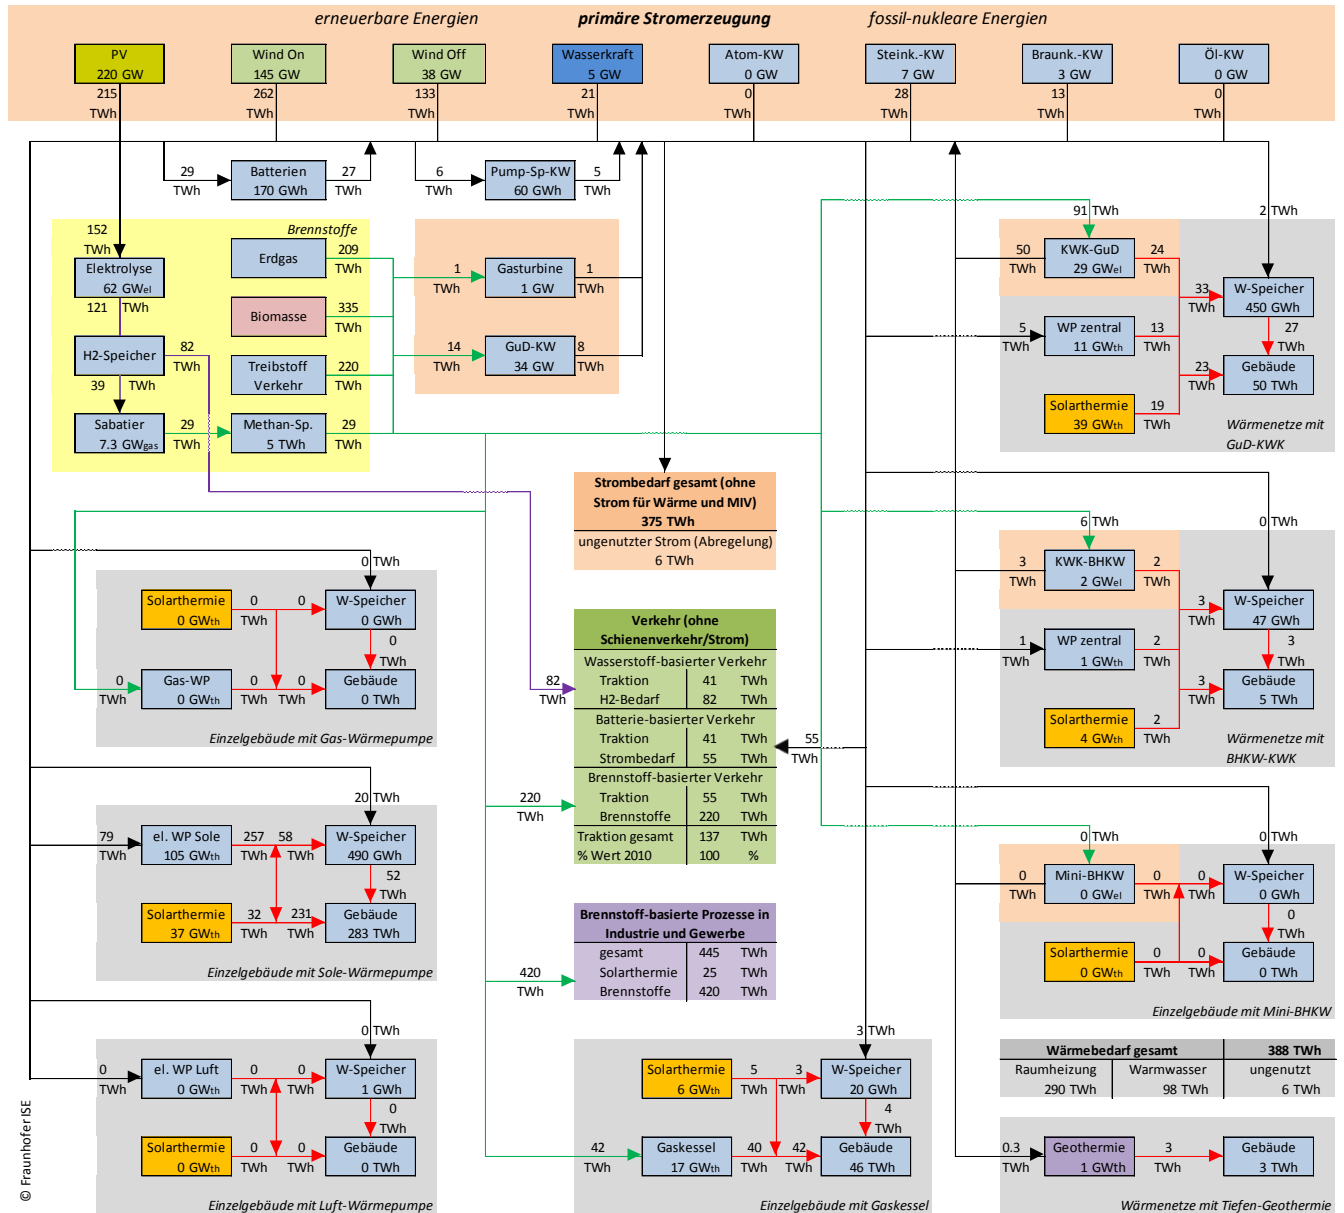 erneuerbare Energien primäre Stromerzeugung fossil-nukleare Energien
PV Wind On Wind Off Wasserkraft Atom-KW Steink.-KW Braunk.-KW Öl-KW
220 GW 145 GW 38 GW 5 GW 0 GW 7 GW 3 GW 0 GW
215 262 133 21 0 28 13 0
TWh TWh TWh TWh TWh TWh TWh TWh
29 Batterien 27 6 Pump-Sp-KW 5
TWh 170 GWh TWh TWh 60 GWh TWh
Brennstoffe
152
TWh
Elektrolyse
62 GWel
121 TWh
H2-Speicher 82
TWh
39
TWh
Sabatier 29 Methan-Sp. 29
7.3 GWgas TWh 5 TWh TWh
Erdgas 209
TWh
Biomasse 335
TWh
Treibstoff 220
Verkehr TWh
1 Gasturbine 1
TWh 1 GW TWh
14 GuD-KW 8
TWh 34 GW TWh
91 TWh 2 TWh
50 KWK-GuD 24
TWh 29 GWel TWh
33 W-Speicher
TWh 450 GWh
5 WP zentral 13
TWh 11 GWth TWh
27
TWh
23 Gebäude
TWh 50 TWh
Solarthermie 19
39 GWth TWh
Wärmenetze mit
GuD-KWK
Strombedarf gesamt (ohne
Strom für Wärme und MIV)
375 TWh
ungenutzter Strom (Abregelung)
6 TWh
6 TWh 0 TWh
3 KWK-BHKW 2
TWh 2 GWel TWh
3 W-Speicher
TWh 47 GWh
1 WP zentral 2
TWh 1 GWth TWh
3
TWh
3 Gebäude
TWh 5 TWh
Solarthermie 2
4 GWth TWh
Wärmenetze mit
BHKW-KWK
0 TWh
Solarthermie 0 0 W-Speicher
0 GWth TWh 0 GWh
0
TWh
0 Gas-WP 0 0 Gebäude
TWh 0 GWth TWh TWh 0 TWh
Einzelgebäude mit Gas-Wärmepumpe
Verkehr (ohne
Schienenverkehr/Strom)
Wasserstoff-basierter Verkehr
82 Traktion 41 TWh
TWh H2-Bedarf 82 TWh
Batterie-basierter Verkehr
Traktion 41 TWh 55
Strombedarf 55 TWh TWh
Brennstoff-basierter Verkehr
220 Traktion 55 TWh
TWh Brennstoffe 220 TWh
Traktion gesamt 137 TWh
% Wert 2010 100 %
20 TWh
79 el. WP Sole 257 58 W-Speicher
TWh 105 GWth TWh TWh 490 GWh
52
TWh
Solarthermie 32 231 Gebäude
37 GWth TWh TWh 283 TWh
Einzelgebäude mit Sole-Wärmepumpe
0 TWh 0 TWh
0 Mini-BHKW 0 0 W-Speicher
TWh 0 GWel TWh TWh 0 GWh
0
TWh
Solarthermie 0 0 Gebäude
0 GWth TWh TWh 0 TWh
Einzelgebäude mit Mini-BHKW
Brennstoff-basierte Prozesse in
Industrie und Gewerbe
gesamt 445 TWh
420 Solarthermie 25 TWh
TWh Brennstoffe 420 TWh
0 TWh
0 el. WP Luft 0 0 W-Speicher
TWh 0 GWth TWh TWh 1 GWh
0
TWh
Solarthermie 0 0 Gebäude
0 GWth TWh TWh 0 TWh
Einzelgebäude mit Luft-Wärmepumpe
3 TWh
Solarthermie 5 3 W-Speicher
6 GWth TWh TWh 20 GWh
4
TWh
42 Gaskessel 40 42 Gebäude
TWh 17 GWth TWh TWh 46 TWh
Einzelgebäude mit Gaskessel
Wärmebedarf gesamt 388 TWh
Raumheizung Warmwasser ungenutzt
290 TWh 98 TWh 6 TWh
0.3 Geothermie 3 Gebäude
TWh 1 GWth TWh 3 TWh
Wärmenetze mit Tiefen-Geothermie
© Fraunhofer ISE